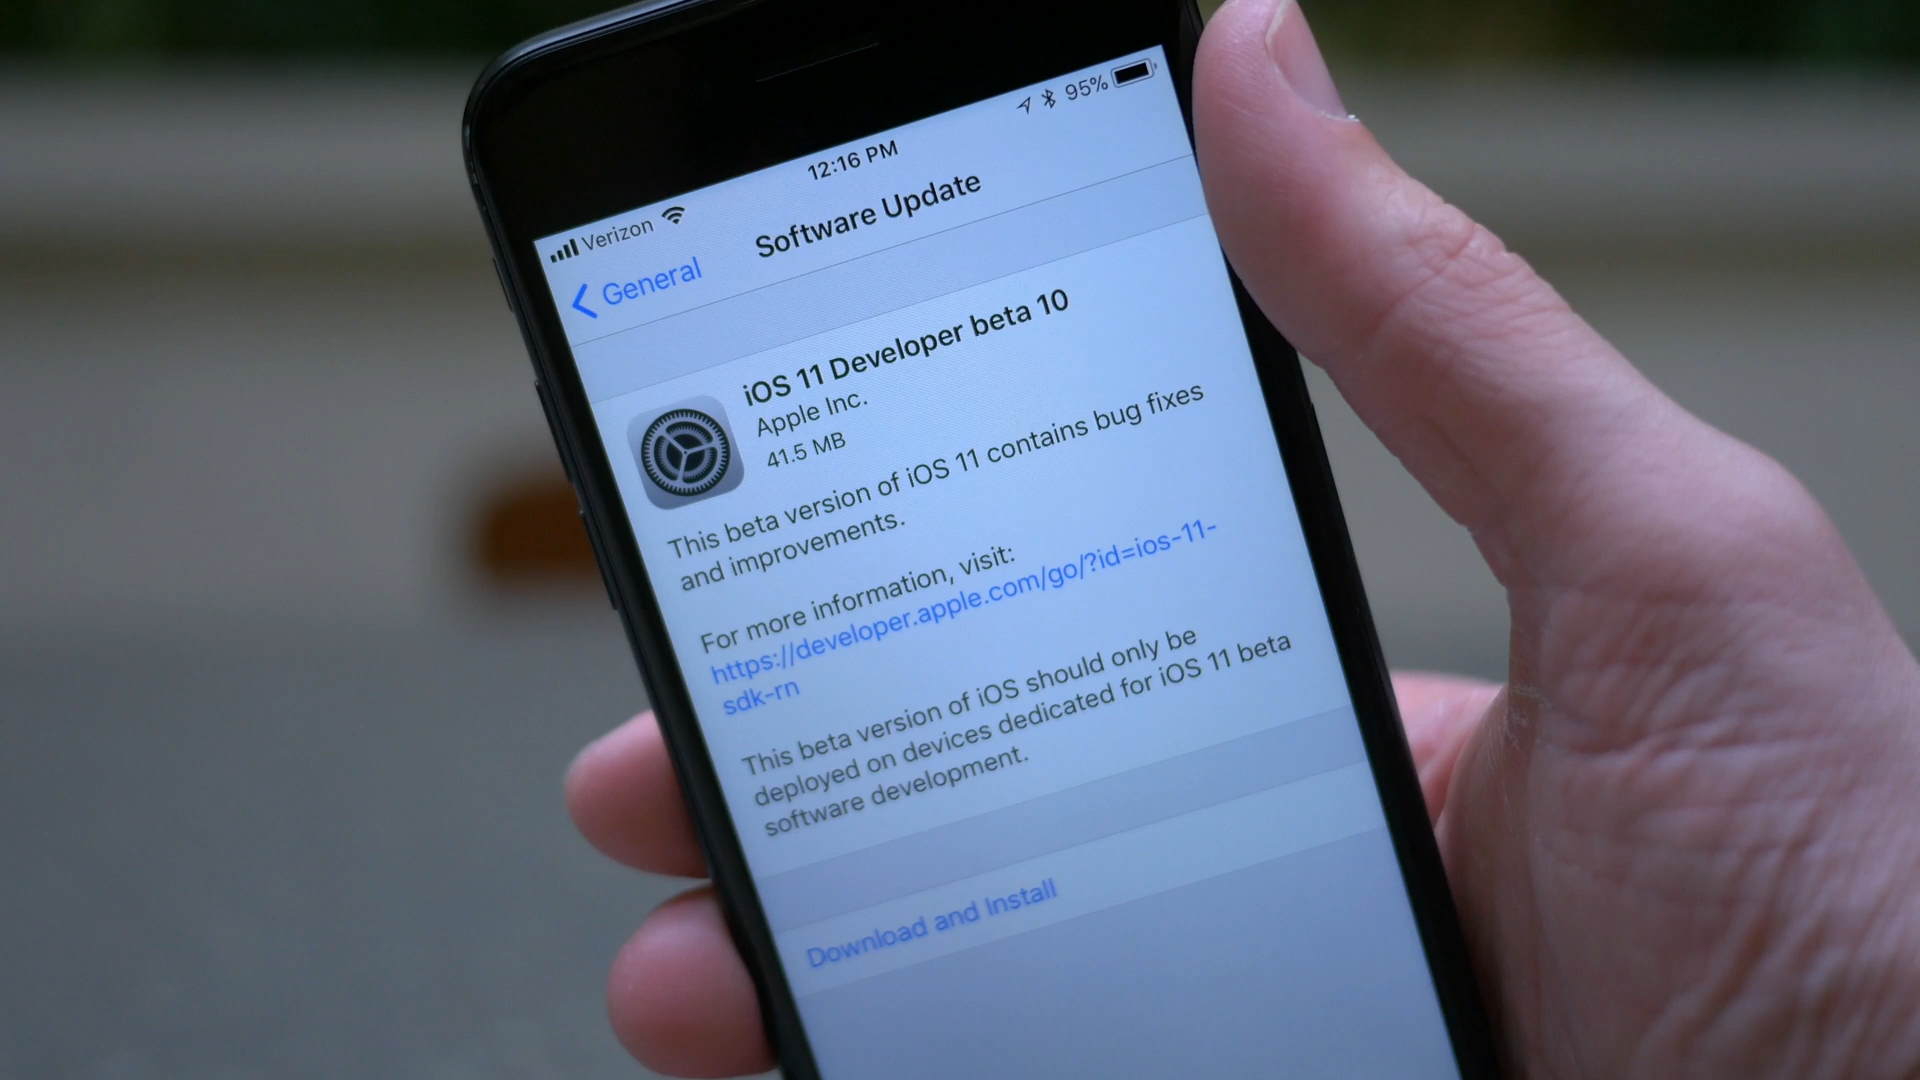 Verizon 12:16 PM 95%
General Software Update
iOS 11 Developer beta 10
Apple Inc.
41.5 MB
This beta version of iOS 11 contains bug fixes
and improvements.
For more information, visit:
https://developer.apple.com/go/?id=ios-11-
sdk-rn
This beta version of iOS should only be
deployed on devices dedicated for iOS 11 beta
software development.
Download and Install